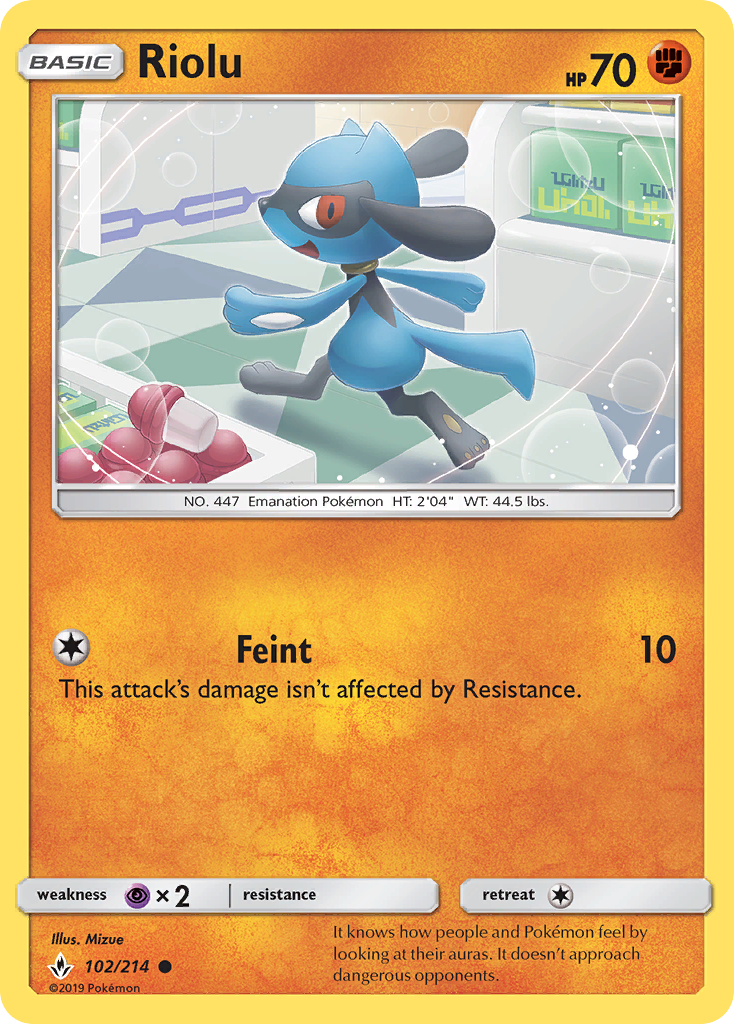 BASIC Riolu HP 70
NO. 447 Emanation Pokémon HT: 2'04" WT: 44.5 lbs.
Feint 10
This attack's damage isn't affected by Resistance.
weakness × 2 resistance retreat
Illus. Mizue
102/214
©2019 Pokémon
It knows how people and Pokémon feel by
looking at their auras. It doesn't approach
dangerous opponents.